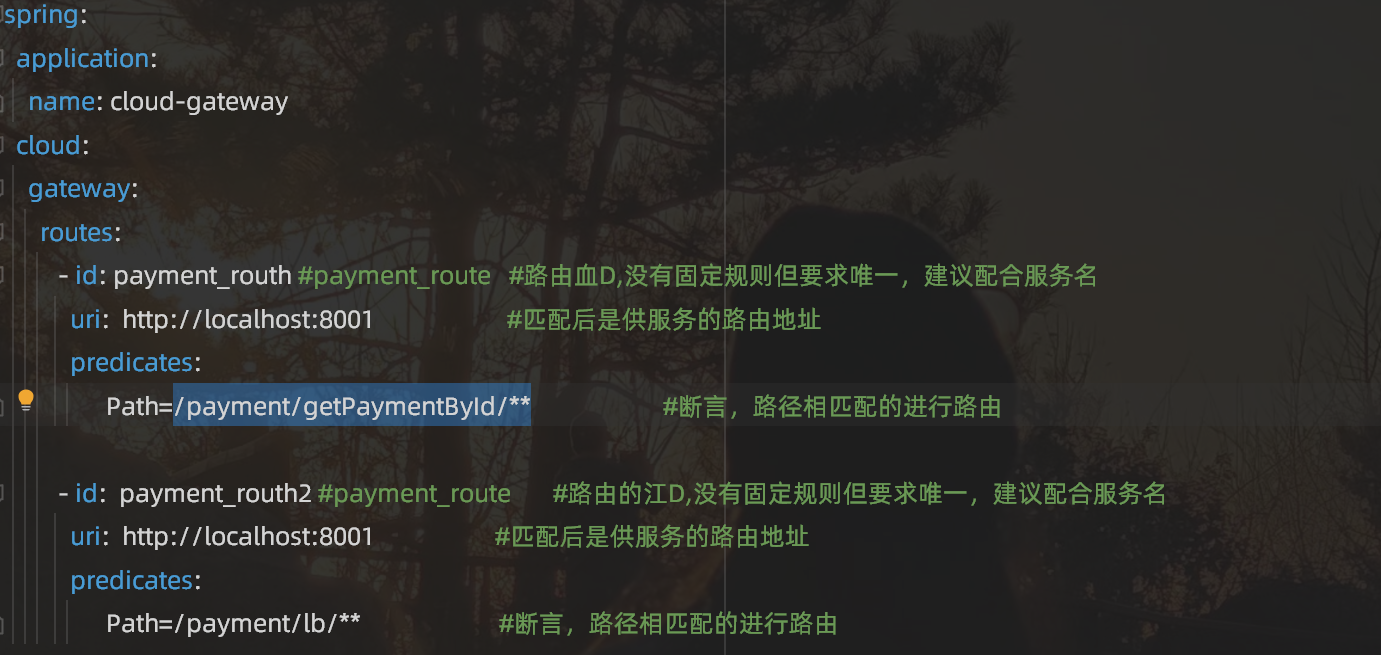 spring:
application:
name: cloud-gateway
cloud:
gateway:
routes:
- id: payment_routh #payment_route #路由血D,没有固定规则但要求唯一，建议配合服务名
uri: http://localhost:8001 #匹配后是供服务的路由地址
predicates:
Path=/payment/getPaymentById/** #断言，路径相匹配的进行路由
- id: payment_routh2 #payment_route #路由的江D,没有固定规则但要求唯一，建议配合服务名
uri: http://localhost:8001 #匹配后是供服务的路由地址
predicates:
Path=/payment/lb/** #断言，路径相匹配的进行路由